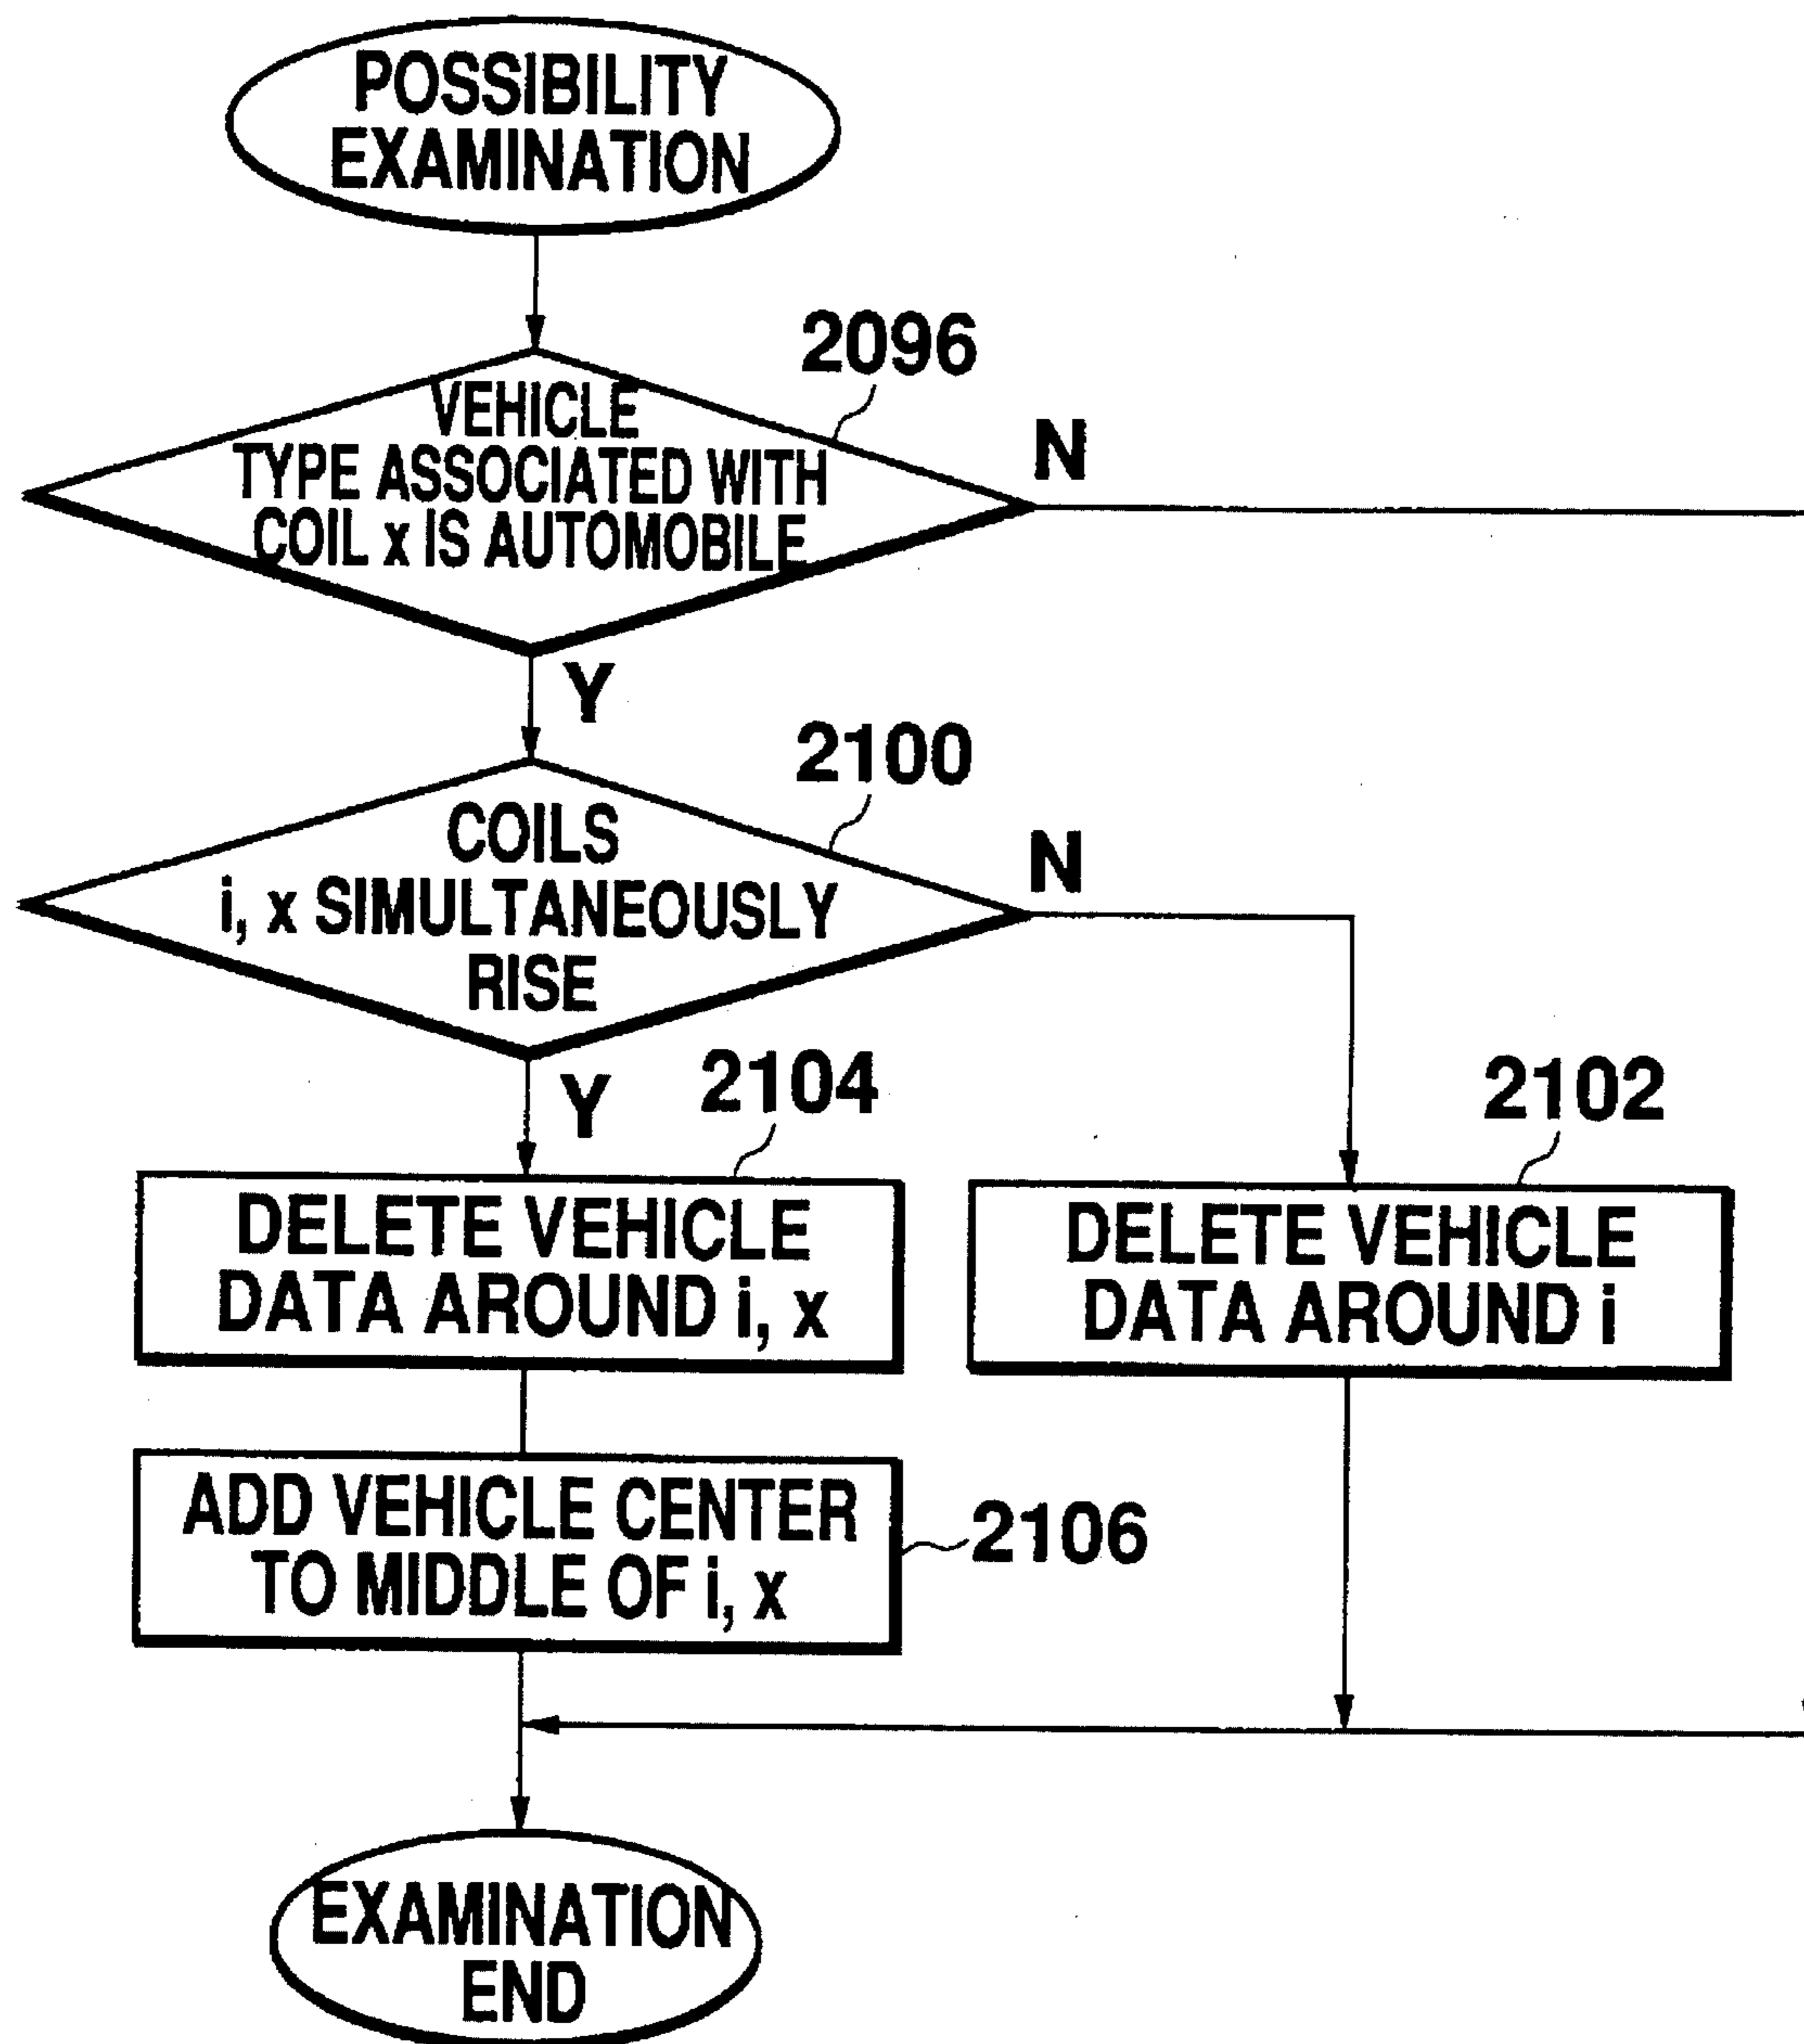 POSSIBILITY
EXAMINATION
2096
VEHICLE
TYPE ASSOCIATED WITH
COIL x IS AUTOMOBILE
N
Y
2100
COILS
i, x SIMULTANEOUSLY
RISE
N
Y
2104
2102
DELETE VEHICLE
DATA AROUND i, x
DELETE VEHICLE
DATA AROUND i
ADD VEHICLE CENTER
TO MIDDLE OF i, x
2106
EXAMINATION
END